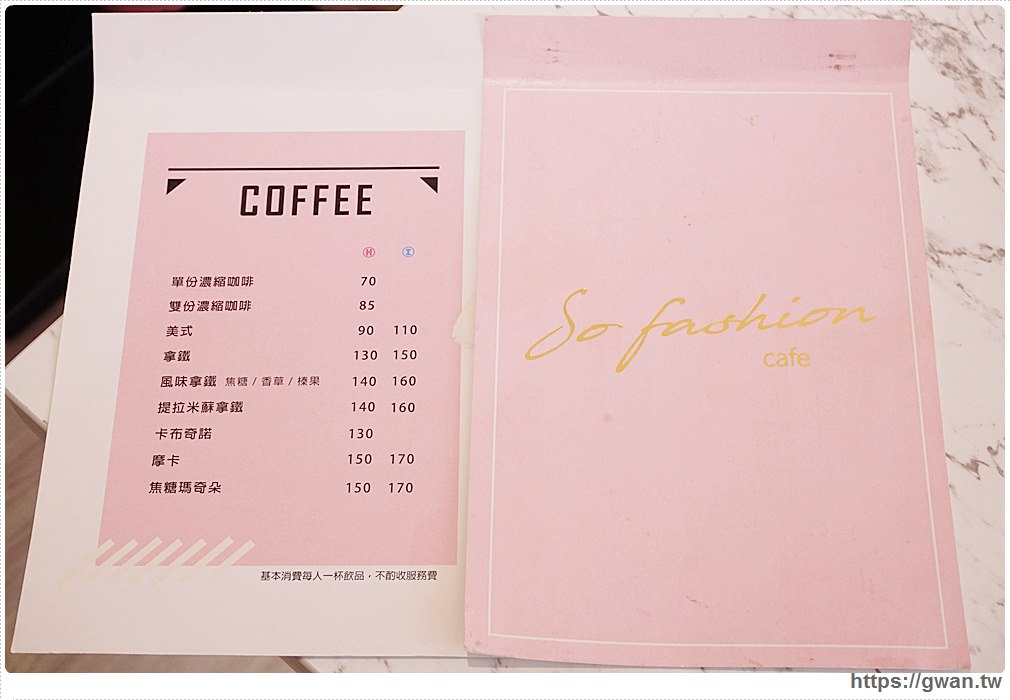 COFFEE
H I
單份濃縮咖啡 70
雙份濃縮咖啡 85
美式 90 110
拿鐵 130 150
風味拿鐵 焦糖 / 香草 / 榛果 140 160
提拉米蘇拿鐵 140 160
卡布奇諾 130
摩卡 150 170
焦糖瑪奇朵 150 170
基本消費每人一杯飲品，不酌收服務費
So fashion
cafe
https://gwan.tw